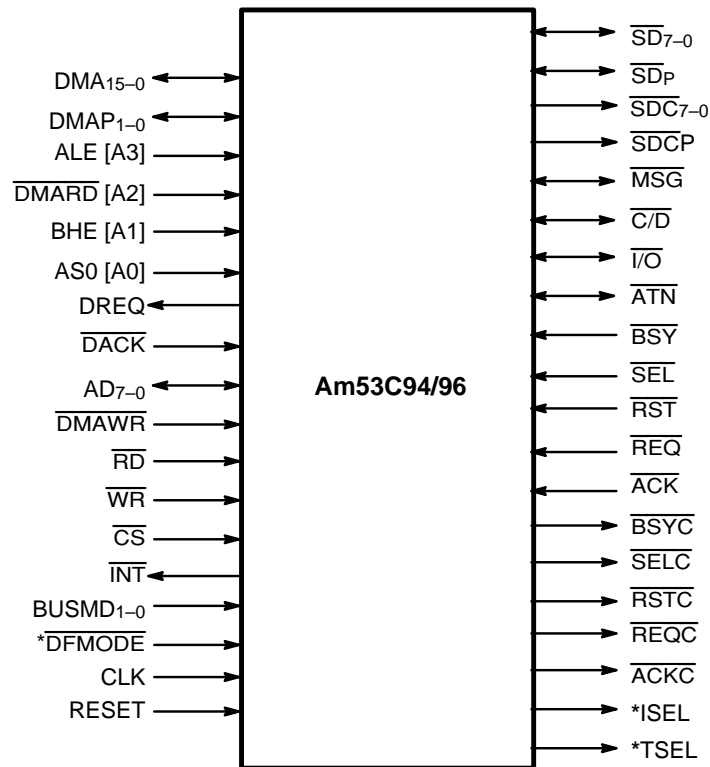 DMA15–0
DMAP1–0
ALE [A3]
DMARD [A2]
BHE [A1]
AS0 [A0]
DREQ
DACK
AD7–0
DMAWR
RD
WR
CS
INT
BUSMD1–0
*DFMODE
CLK
RESET
Am53C94/96
SD7–0
SDP
SDC7–0
SDCP
MSG
C/D
I/O
ATN
BSY
SEL
RST
REQ
ACK
BSYC
SELC
RSTC
REQC
ACKC
*ISEL
*TSEL